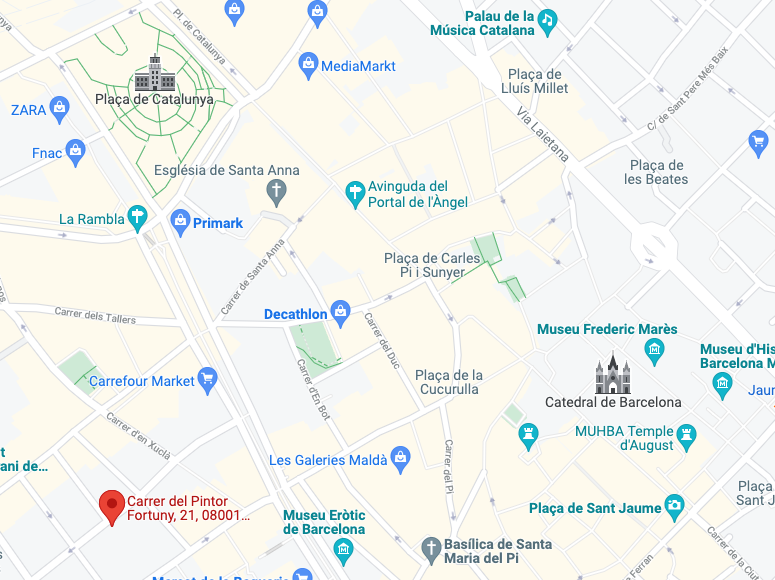 Pl. de Catalunya
Palau de la
Música Catalana
MediaMarkt
Plaça de
Lluís Millet
Plaça de Catalunya
ZARA
Via Laietana
C/ de Sant Pere Més Baix
Fnac
Església de Santa Anna
Plaça de
les Beates
Avinguda del
Portal de l'Àngel
La Rambla
Primark
Carrer de Santa Anna
Plaça de Carles
Pi i Sunyer
Carrer dels Tallers
Decathlon
Carrer del Duc
Museu Frederic Marès
Museu d'His
Barcelona M
Carrefour Market
Carrer d'En Bot
Plaça de la
Cucurulla
Catedral de Barcelona
Jaum
Carrer d'en Xuclà
MUHBA Temple
d'August
t
ani de…
Les Galeries Maldà
Carrer del Pi
Plaça
Sant J
Carrer del Pintor
Fortuny, 21, 08001…
Plaça de Sant Jaume
Museu Eròtic
de Barcelona
Basílica de Santa
Maria del Pi
Ferran
Carrer de la Ciu